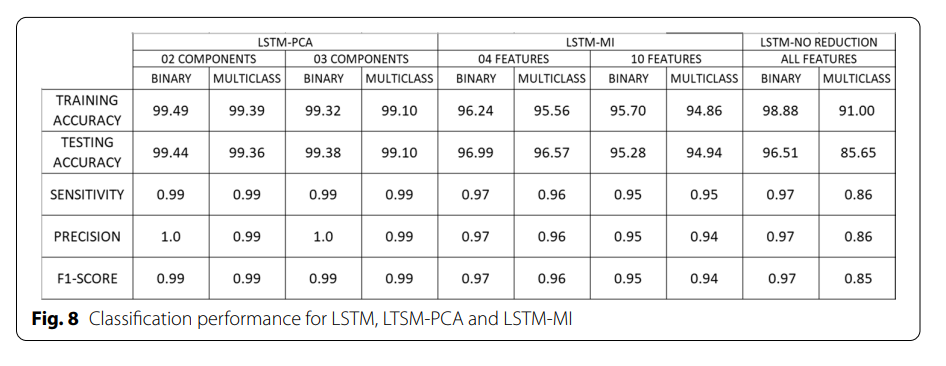 LSTM-PCA LSTM-MI LSTM-NO REDUCTION
02 COMPONENTS 03 COMPONENTS 04 FEATURES 10 FEATURES ALL FEATURES
BINARY MULTICLASS BINARY MULTICLASS BINARY MULTICLASS BINARY MULTICLASS BINARY MULTICLASS
TRAINING
ACCURACY 99.49 99.39 99.32 99.10 96.24 95.56 95.70 94.86 98.88 91.00
TESTING
ACCURACY 99.44 99.36 99.38 99.10 96.99 96.57 95.28 94.94 96.51 85.65
SENSITIVITY 0.99 0.99 0.99 0.99 0.97 0.96 0.95 0.95 0.97 0.86
PRECISION 1.0 0.99 1.0 0.99 0.97 0.96 0.95 0.94 0.97 0.86
F1-SCORE 0.99 0.99 0.99 0.99 0.97 0.96 0.95 0.94 0.97 0.85
Fig. 8 Classification performance for LSTM, LTSM-PCA and LSTM-MI